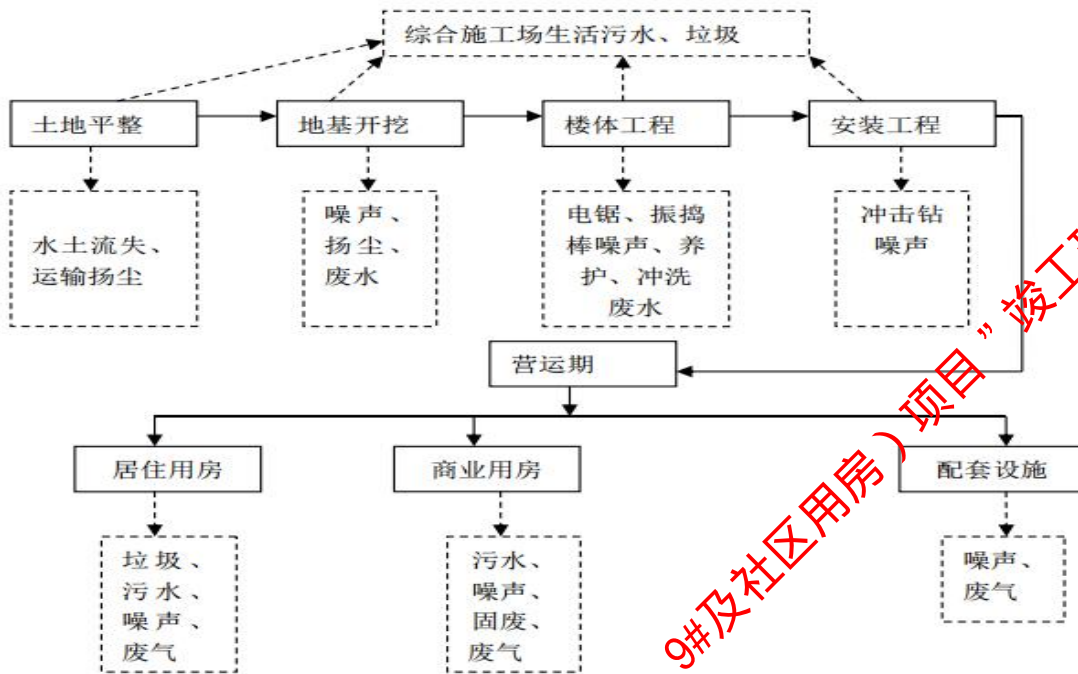 综合施工场生活污水、垃圾
土地平整
地基开挖
楼体工程
安装工程
水土流失、
运输扬尘
噪声、
扬尘、
废水
电锯、振捣
棒噪声、养
护、冲洗
废水
冲击钻
噪声
营运期
居住用房
商业用房
配套设施
垃圾、
污水、
噪声、
废气
污水、
噪声、
固废、
废气
噪声、
废气
9#及社区用房）项目”竣工